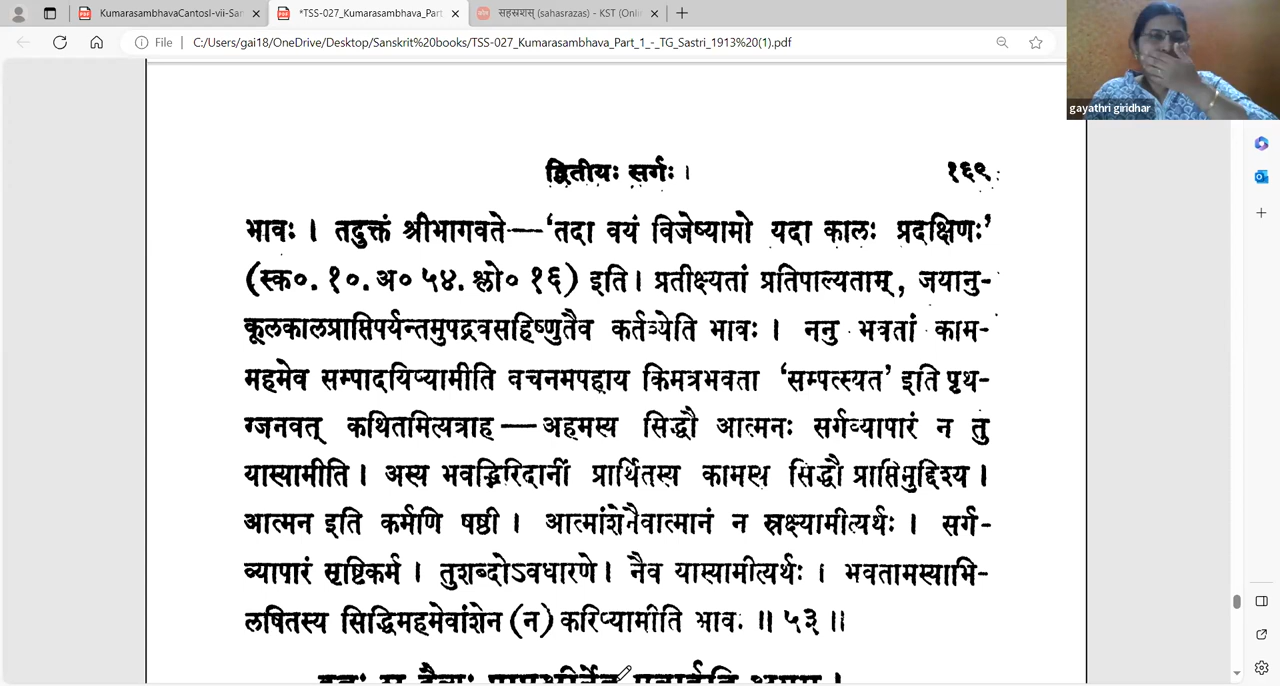 KumarasambhavaCantosI-vii-San
*TSS-027_Kumarasambhava_Part
सहस्रशस् (sahasrazas) - KST (Onli
File
C:/Users/gai18/OneDrive/Desktop/Sanskrit%20books/TSS-027_Kumarasambhava_Part_1_-_TG_Sastri_1913%20(1).pdf
gayathri giridhar
द्वितीयः सर्गः । १६९
भावः । तदुक्तं श्रीभागवते—‘तदा वयं विजेष्यामो यदा कालः प्रदक्षिणः’
(स्क०. १०. अ० ५४. श्लो० १६) इति । प्रतीक्ष्यतां प्रतिपाल्यताम्, जयानु-
कूलकालप्राप्तिपर्यन्तमुपद्रवसहिष्णुतैव कर्तव्येति भावः । ननु भवतां काम-
महमेव सम्पादयिष्यामीति वचनमपहाय किमत्रभवता ‘सम्पत्स्यत’ इति पृथ-
ग्जनवत् कथितमित्यत्राह—अहमस्य सिद्धौ आत्मनः सर्गव्यापारं न तु
यास्यामीति । अस्य भवद्भिरिदानीं प्रार्थितस्य कामस्य सिद्धौ प्राप्तिमुद्दिश्य ।
आत्मन इति कर्मणि षष्ठी । आत्मांशेनैवात्मानं न स्रक्ष्यामीत्यर्थः । सर्ग-
व्यापारं सृष्टिकर्म । तुशब्दोऽवधारणे । नैव यास्यामीत्यर्थः । भवतामस्याभि-
लषितस्य सिद्धिमहमेवांशेन (न) करिष्यामीति भावः ॥ ५३ ॥